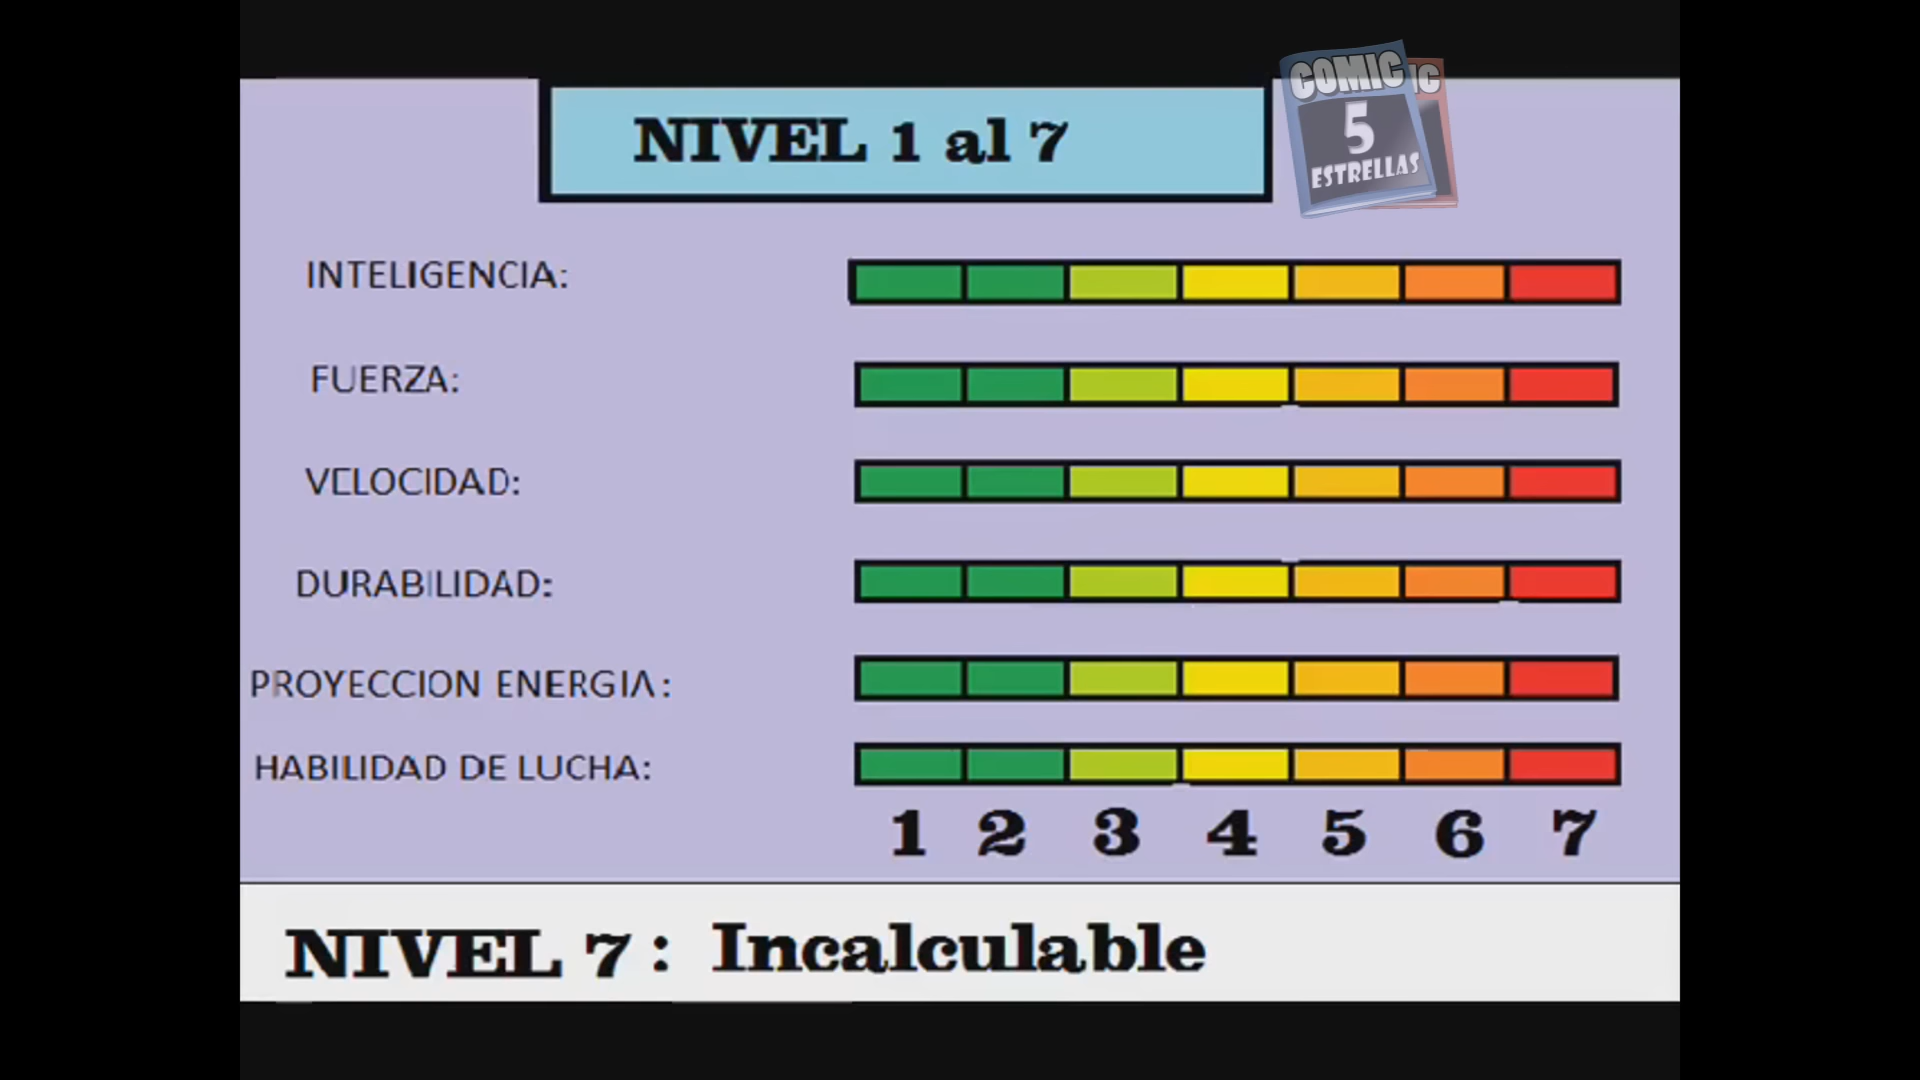 NIVEL 1 al 7
COMIC
IC
5
ESTRELLAS
INTELIGENCIA:
FUERZA:
VELOCIDAD:
DURABILIDAD:
PROYECCION ENERGIA:
HABILIDAD DE LUCHA:
1 2 3 4 5 6 7
NIVEL 7: Incalculable